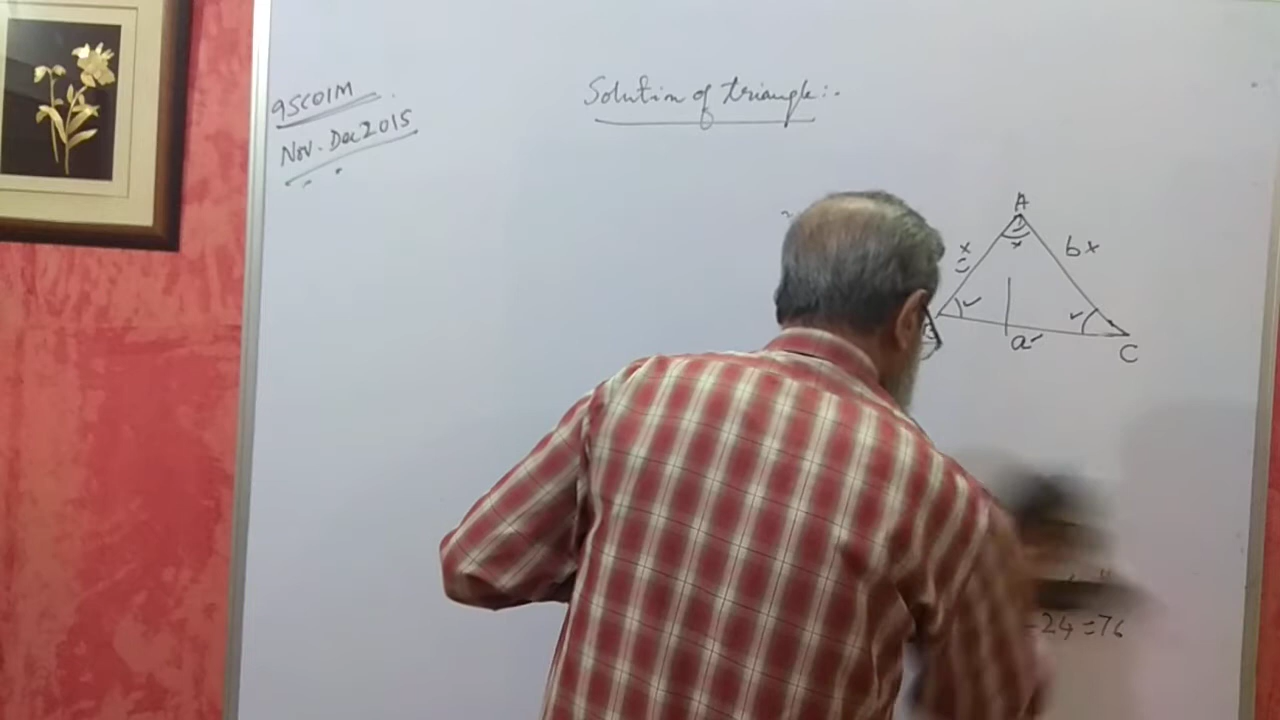 9SC01M
Nov. Dec 2015
Solution of triangle:.
A
x
x
b x
c
a
C
-24=76